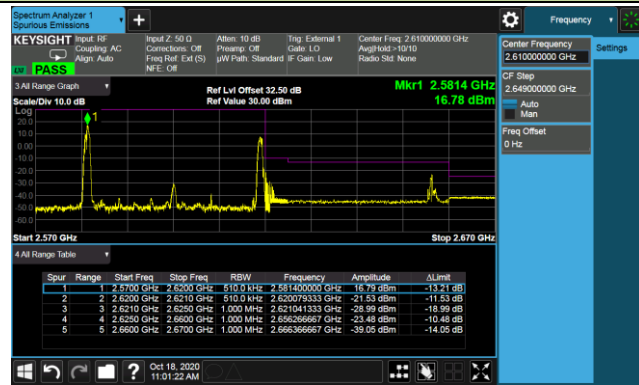 Spectrum Analyzer 1
Spurious Emissions
Frequency
KEYSIGHT Input: RF
Coupling: AC
Align: Auto
Input Z: 50 Ω
Corrections: Off
Freq Ref: Ext (S)
NFE: Off
Atten: 10 dB
Preamp: Off
µW Path: Standard
Trig: External 1
Gate: LO
IF Gain: Low
Center Freq: 2.610000000 GHz
Avg|Hold:>10/10
Radio Std: None
PASS
Center Frequency
2.610000000 GHz
Settings
CF Step
2.649000000 GHz
Auto
Man
Freq Offset
0 Hz
3 All Range Graph
Scale/Div 10.0 dB
Ref Lvl Offset 32.50 dB
Ref Value 30.00 dBm
Mkr1 2.5814 GHz
16.78 dBm
Log
20.0
10.0
0.00
-10.0
-20.0
-30.0
-40.0
-50.0
-60.0
1
Start 2.570 GHz
Stop 2.670 GHz
4 All Range Table
Spur Range Start Freq Stop Freq RBW Frequency Amplitude ΔLimit
1 1 2.5700 GHz 2.6200 GHz 510.0 kHz 2.581400000 GHz 16.79 dBm -13.21 dB
2 2 2.6200 GHz 2.6210 GHz 510.0 kHz 2.620079333 GHz -21.53 dBm -11.53 dB
3 3 2.6210 GHz 2.6250 GHz 1.000 MHz 2.621041333 GHz -28.99 dBm -18.99 dB
4 4 2.6250 GHz 2.6600 GHz 1.000 MHz 2.656266667 GHz -23.48 dBm -10.48 dB
5 5 2.6600 GHz 2.6700 GHz 1.000 MHz 2.666366667 GHz -39.05 dBm -14.05 dB
Oct 18, 2020
11:01:22 AM